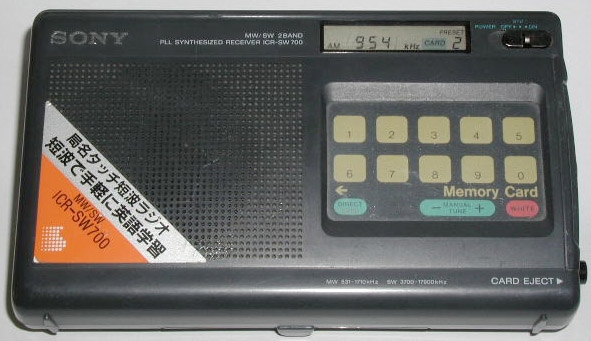 SONY
MW/SW 2BAND
PLL SYNTHESIZED RECEIVER ICR-SW700
AM 954 kHz CARD PRESET 2
POWER OFF ON
局名タッチ短波ラジオ
短波で手軽に英語学習
MW/SW
ICR-SW700
1 2 3 4 5
6 7 8 9 0
← Memory Card
DIRECT − MANUAL TUNE + WRITE
MW 531-1710kHz SW 3700-17900kHz
CARD EJECT ▶